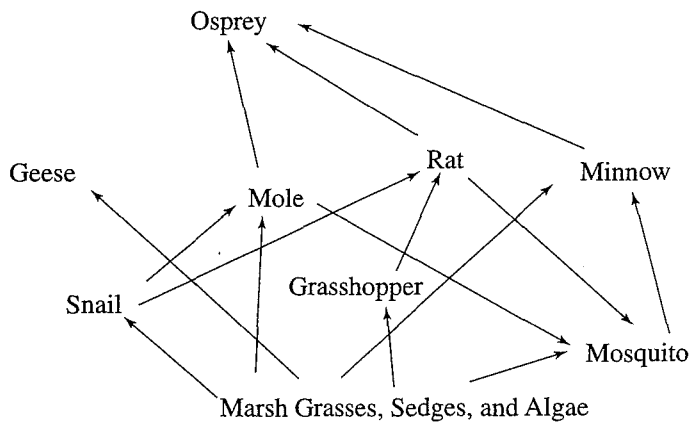 Osprey
Geese
Rat
Minnow
Mole
Snail
Grasshopper
Mosquito
Marsh Grasses, Sedges, and Algae